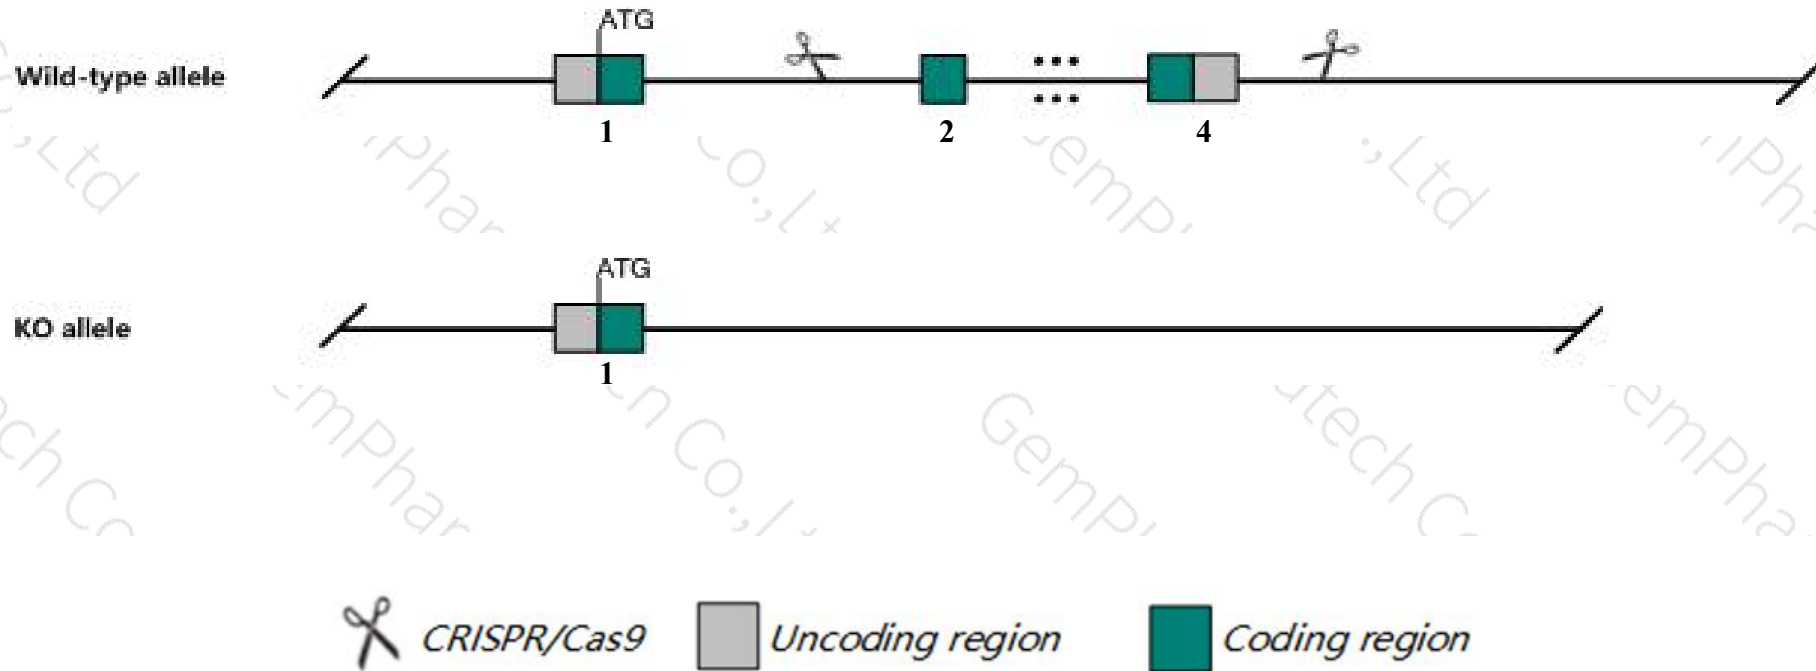 ATG
Wild-type allele
1 2 4
ATG
KO allele
1
CRISPR/Cas9 Uncoding region Coding region